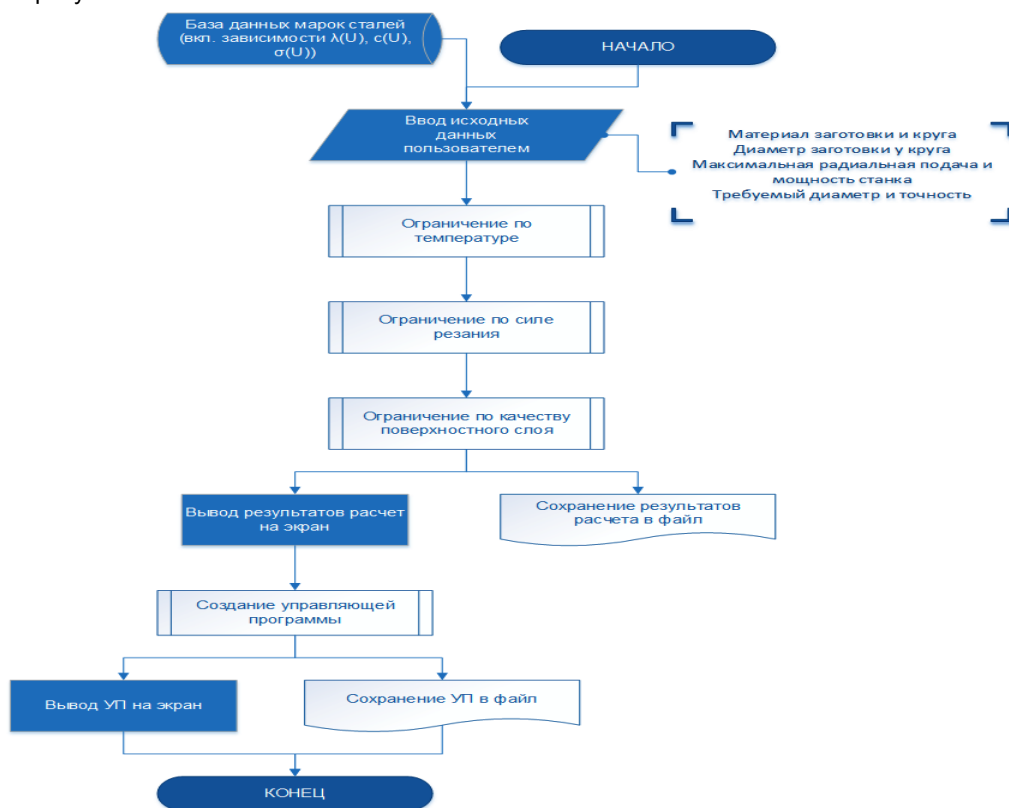 База данных марок сталей
(вкл. зависимости λ(U), c(U),
σ(U))
НАЧАЛО
Ввод исходных
данных
пользователем
Материал заготовки и круга
Диаметр заготовки у круга
Максимальная радиальная подача и
мощность станка
Требуемый диаметр и точность
Ограничение по
температуре
Ограничение по силе
резания
Ограничение по качеству
поверхностного слоя
Вывод результатов расчет
на экран
Сохранение результатов
расчета в файл
Создание управляющей
программы
Вывод УП на экран
Сохранение УП в файл
КОНЕЦ